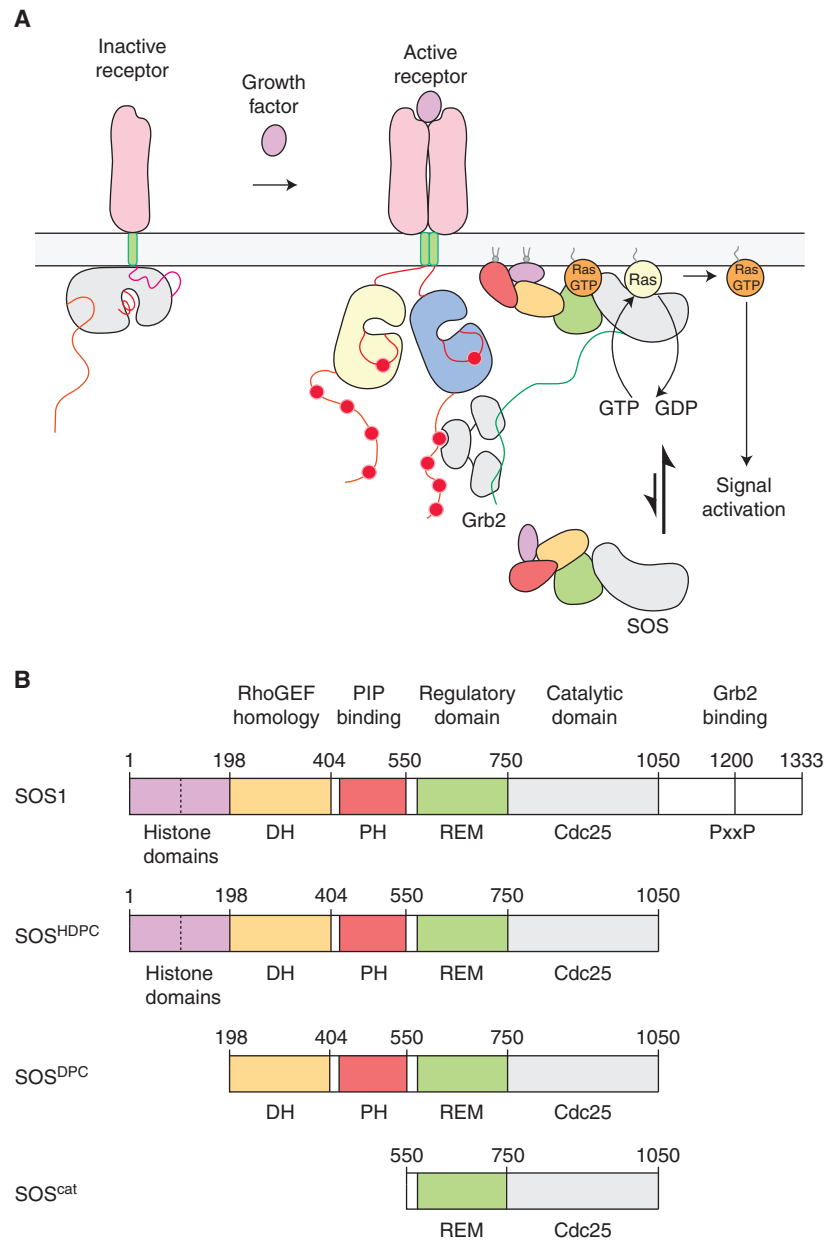 A
Inactive
receptor
Growth
factor
Active
receptor
Ras
GTP
Ras
Ras
GTP
GTP GDP
Signal
activation
Grb2
SOS
B
RhoGEF
homology
PIP
binding
Regulatory
domain
Catalytic
domain
Grb2
binding
1 198 404 550 750 1050 1200 1333
SOS1
Histone
domains
DH PH REM Cdc25 PxxP
1 198 404 550 750 1050
SOSHDPC
Histone
domains
DH PH REM Cdc25
198 404 550 750 1050
SOSDPC
DH PH REM Cdc25
550 750 1050
SOScat
REM Cdc25